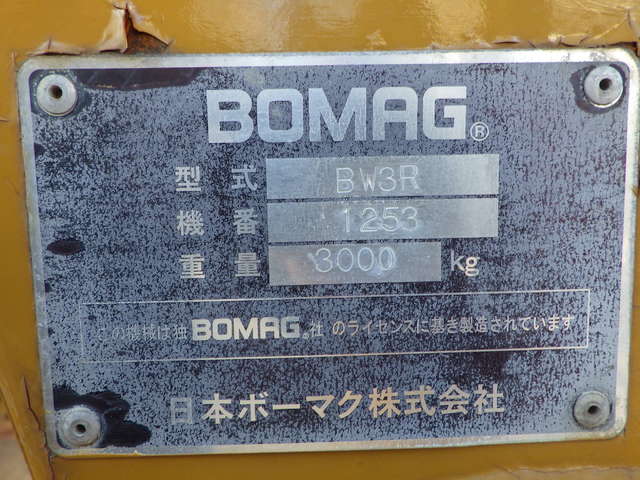 BOMAG®
型式 BW3R
機番 1253
重量 3000 kg
この機械は独BOMAG®社のライセンスに基き製造されています
日本ボーマク株式会社